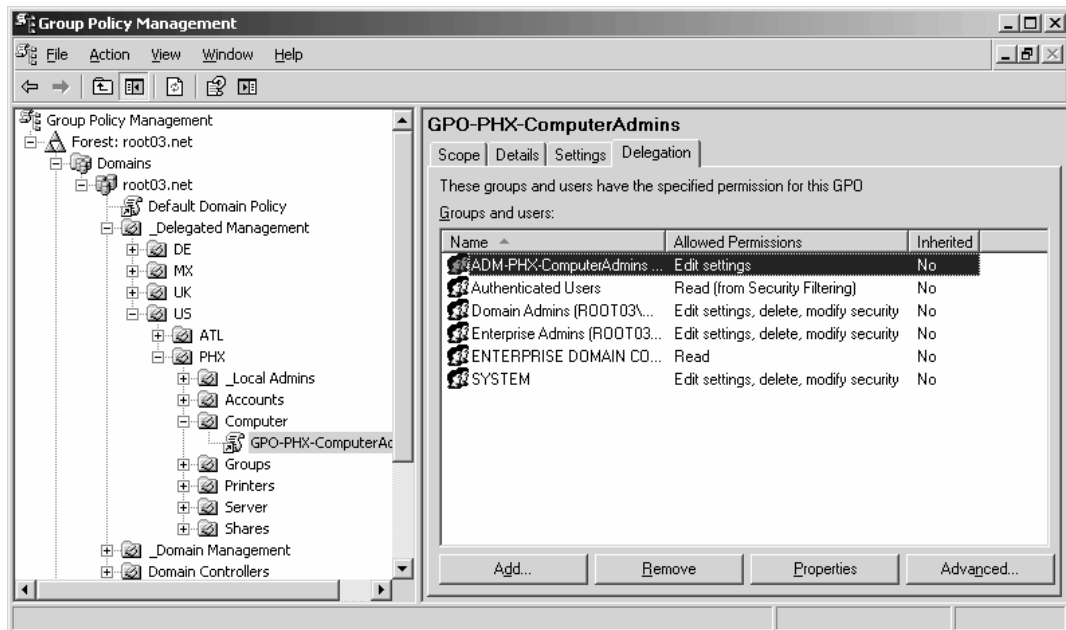 Group Policy Management
File Action View Window Help
Group Policy Management
Forest: root03.net
Domains
root03.net
Default Domain Policy
_Delegated Management
DE
MX
UK
US
ATL
PHX
_Local Admins
Accounts
Computer
GPO-PHX-ComputerAc
Groups
Printers
Server
Shares
_Domain Management
Domain Controllers
GPO-PHX-ComputerAdmins
Scope Details Settings Delegation
These groups and users have the specified permission for this GPO
Groups and users:
Name Allowed Permissions Inherited
ADM-PHX-ComputerAdmins ... Edit settings No
Authenticated Users Read (from Security Filtering) No
Domain Admins (ROOT03\... Edit settings, delete, modify security No
Enterprise Admins (ROOT03... Edit settings, delete, modify security No
ENTERPRISE DOMAIN CO... Read No
SYSTEM Edit settings, delete, modify security No
Add... Remove Properties Advanced...